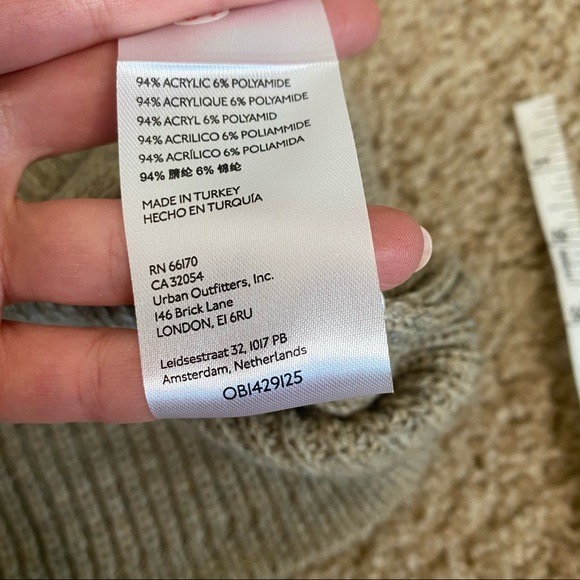 94% ACRYLIC 6% POLYAMIDE
94% ACRYLIQUE 6% POLYAMIDE
94% ACRYL 6% POLYAMID
94% ACRILICO 6% POLIAMMIDE
94% ACRÍLICO 6% POLIAMIDA
94% 腈纶 6% 锦纶
MADE IN TURKEY
HECHO EN TURQUÍA
RN 66170
CA 32054
Urban Outfitters, Inc.
146 Brick Lane
LONDON, E1 6RU
Leidsestraat 32, 1017 PB
Amsterdam, Netherlands
OB1429125